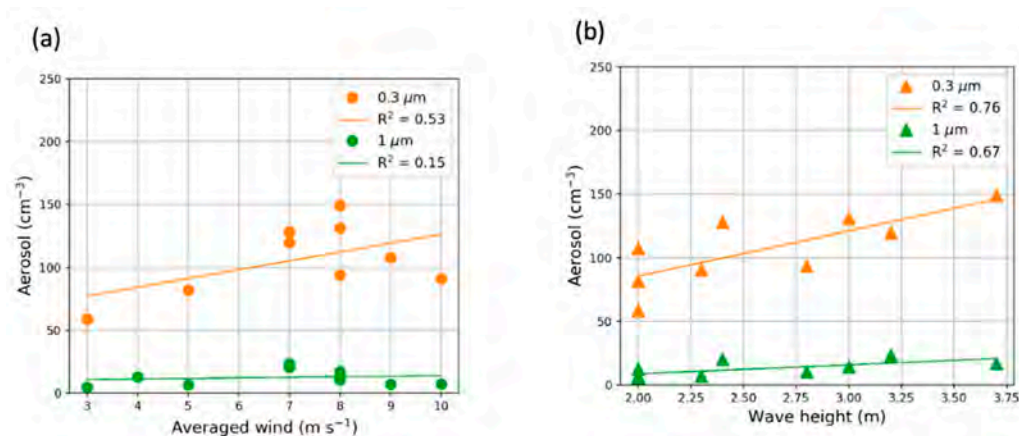 (a)
250
200
150
100
50
0
Aerosol (cm⁻³)
0.3 μm
R² = 0.53
1 μm
R² = 0.15
3 4 5 6 7 8 9 10
Averaged wind (m s⁻¹)
(b)
250
200
150
100
50
0
Aerosol (cm⁻³)
0.3 μm
R² = 0.76
1 μm
R² = 0.67
2.00 2.25 2.50 2.75 3.00 3.25 3.50 3.75
Wave height (m)